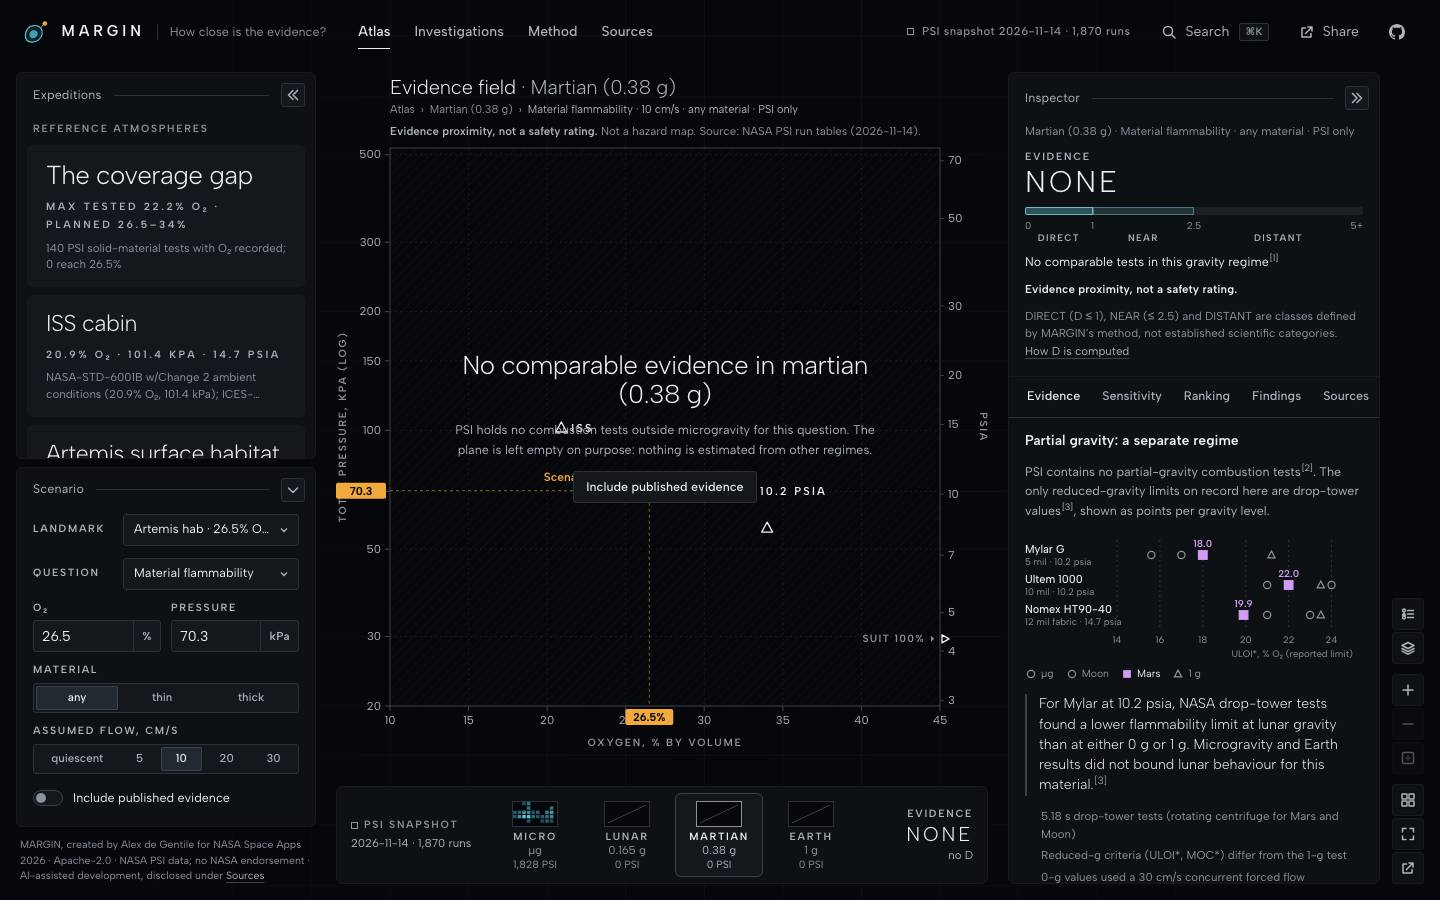 MARGIN
How close is the evidence?
Atlas
Investigations
Method
Sources
PSI snapshot 2026-11-14 · 1,870 runs
Search ⌘K
Share
Expeditions
REFERENCE ATMOSPHERES
The coverage gap
MAX TESTED 22.2% O₂ ·
PLANNED 26.5–34%
140 PSI solid-material tests with O₂ recorded;
0 reach 26.5%
ISS cabin
20.9% O₂ · 101.4 KPA · 14.7 PSIA
NASA-STD-6001B w/Change 2 ambient
conditions (20.9% O₂, 101.4 kPa); ICES-…
Artemis surface habitat
Scenario
LANDMARK
Artemis hab · 26.5% O…
QUESTION
Material flammability
O₂
PRESSURE
26.5 %
70.3 kPa
MATERIAL
any thin thick
ASSUMED FLOW, CM/S
quiescent 5 10 20 30
Include published evidence
MARGIN, created by Alex de Gentile for NASA Space Apps
2026 · Apache-2.0 · NASA PSI data; no NASA endorsement ·
AI-assisted development, disclosed under Sources
Evidence field · Martian (0.38 g)
Atlas › Martian (0.38 g) › Material flammability · 10 cm/s · any material · PSI only
Evidence proximity, not a safety rating. Not a hazard map. Source: NASA PSI run tables (2026-11-14).
500
300
200
150
100
70.3
50
30
20
PRESSURE, KPA (LOG)
No comparable evidence in martian
(0.38 g)
PSI holds no combustion tests outside microgravity for this question. The
plane is left empty on purpose: nothing is estimated from other regimes.
ISS
Include published evidence
10.2 PSIA
SUIT 100%
70
50
30
20
15
10
7
5
4
3
PSIA
10 15 20 26.5% 30 35 40 45
OXYGEN, % BY VOLUME
PSI SNAPSHOT
2026-11-14 · 1,870 runs
MICRO
µg
1,828 PSI
LUNAR
0.165 g
0 PSI
MARTIAN
0.38 g
0 PSI
EARTH
1 g
0 PSI
EVIDENCE
NONE
no D
Inspector
Martian (0.38 g) · Material flammability · any material · PSI only
EVIDENCE
NONE
0 1 2.5 5+
DIRECT NEAR DISTANT
No comparable tests in this gravity regime[1]
Evidence proximity, not a safety rating.
DIRECT (D ≤ 1), NEAR (≤ 2.5) and DISTANT are classes defined
by MARGIN's method, not established scientific categories.
How D is computed
Evidence Sensitivity Ranking Findings Sources
Partial gravity: a separate regime
PSI contains no partial-gravity combustion tests[2]. The
only reduced-gravity limits on record here are drop-tower
values[3], shown as points per gravity level.
18.0
Mylar G
5 mil · 10.2 psia
22.0
Ultem 1000
10 mil · 10.2 psia
19.9
Nomex HT90-40
12 mil fabric · 14.7 psia
14 16 18 20 22 24
ULOI*, % O₂ (reported limit)
µg Moon Mars 1 g
For Mylar at 10.2 psia, NASA drop-tower tests
found a lower flammability limit at lunar gravity
than at either 0 g or 1 g. Microgravity and Earth
results did not bound lunar behaviour for this
material.[3]
5.18 s drop-tower tests (rotating centrifuge for Mars and
Moon)
Reduced-g criteria (ULOI*, MOC*) differ from the 1-g test
0-g values used a 30 cm/s concurrent forced flow